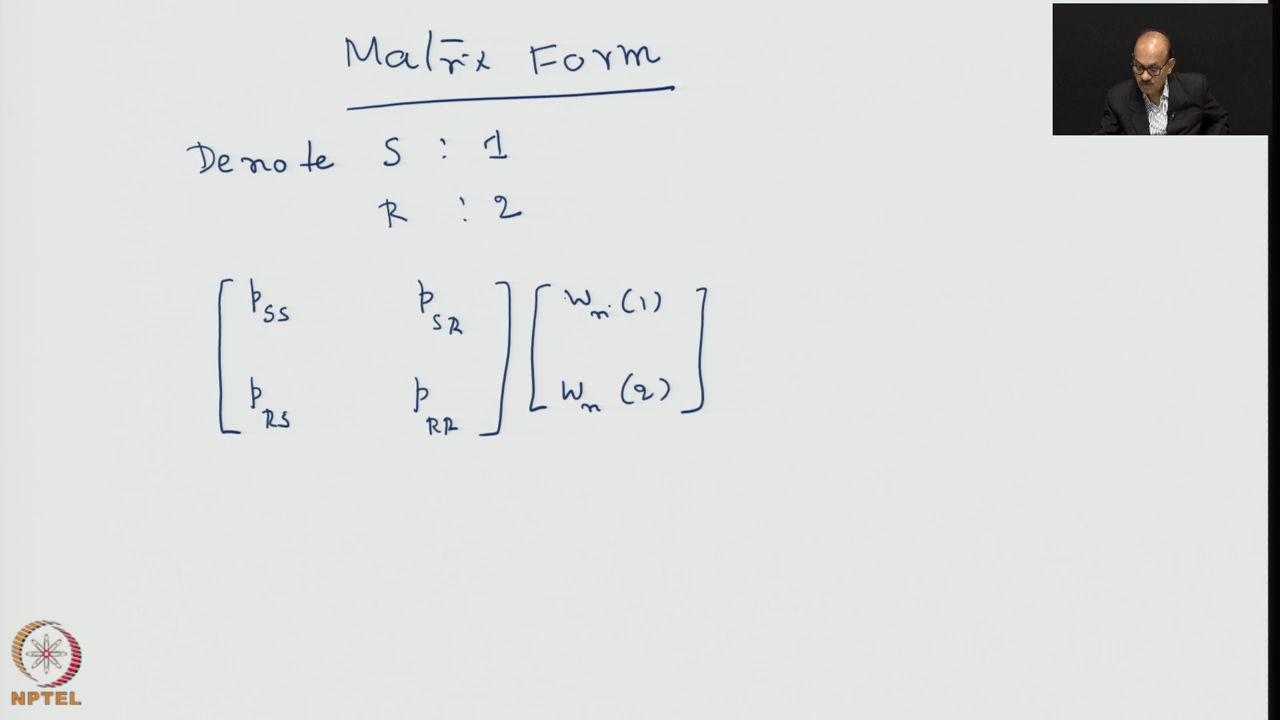 Matrix Form
Denote S : 1
R : 2
[ p_SS p_SR ] [ W_n (1) ]
[ p_RS p_RR ] [ W_n (2) ]
NPTEL